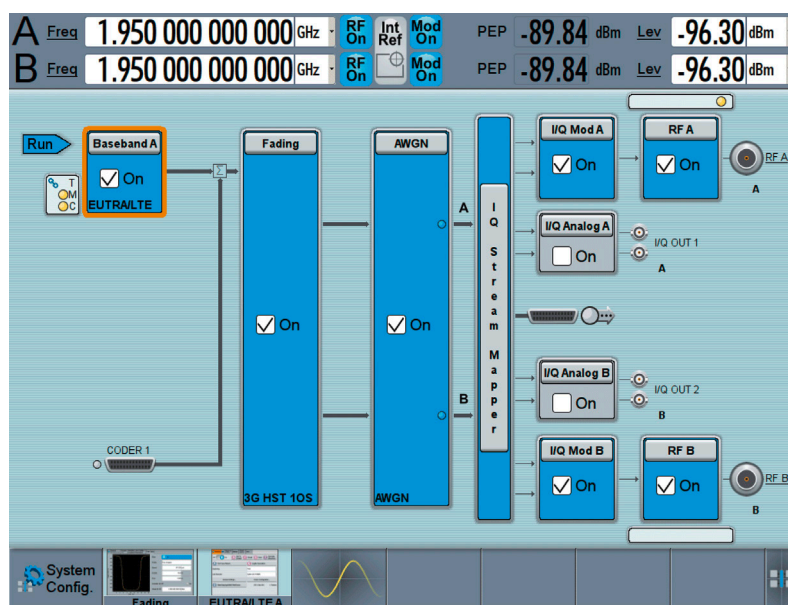 A Freq 1.950 000 000 000 GHz RF On Int Ref Mod On PEP -89.84 dBm Lev -96.30 dBm
B Freq 1.950 000 000 000 GHz RF On Mod On PEP -89.84 dBm Lev -96.30 dBm
Run
Baseband A
On
EUTRA/LTE
T
M
C
Σ
Fading
On
3G HST 1OS
AWGN
On
AWGN
A
B
IQ Stream Mapper
I/Q Mod A
On
RF A
On
RF A
A
I/Q Analog A
On
I/Q OUT 1
A
I/Q Analog B
On
I/Q OUT 2
B
I/Q Mod B
On
RF B
On
RF B
B
CODER 1
System
Config.
Fading
EUTRA/LTE A